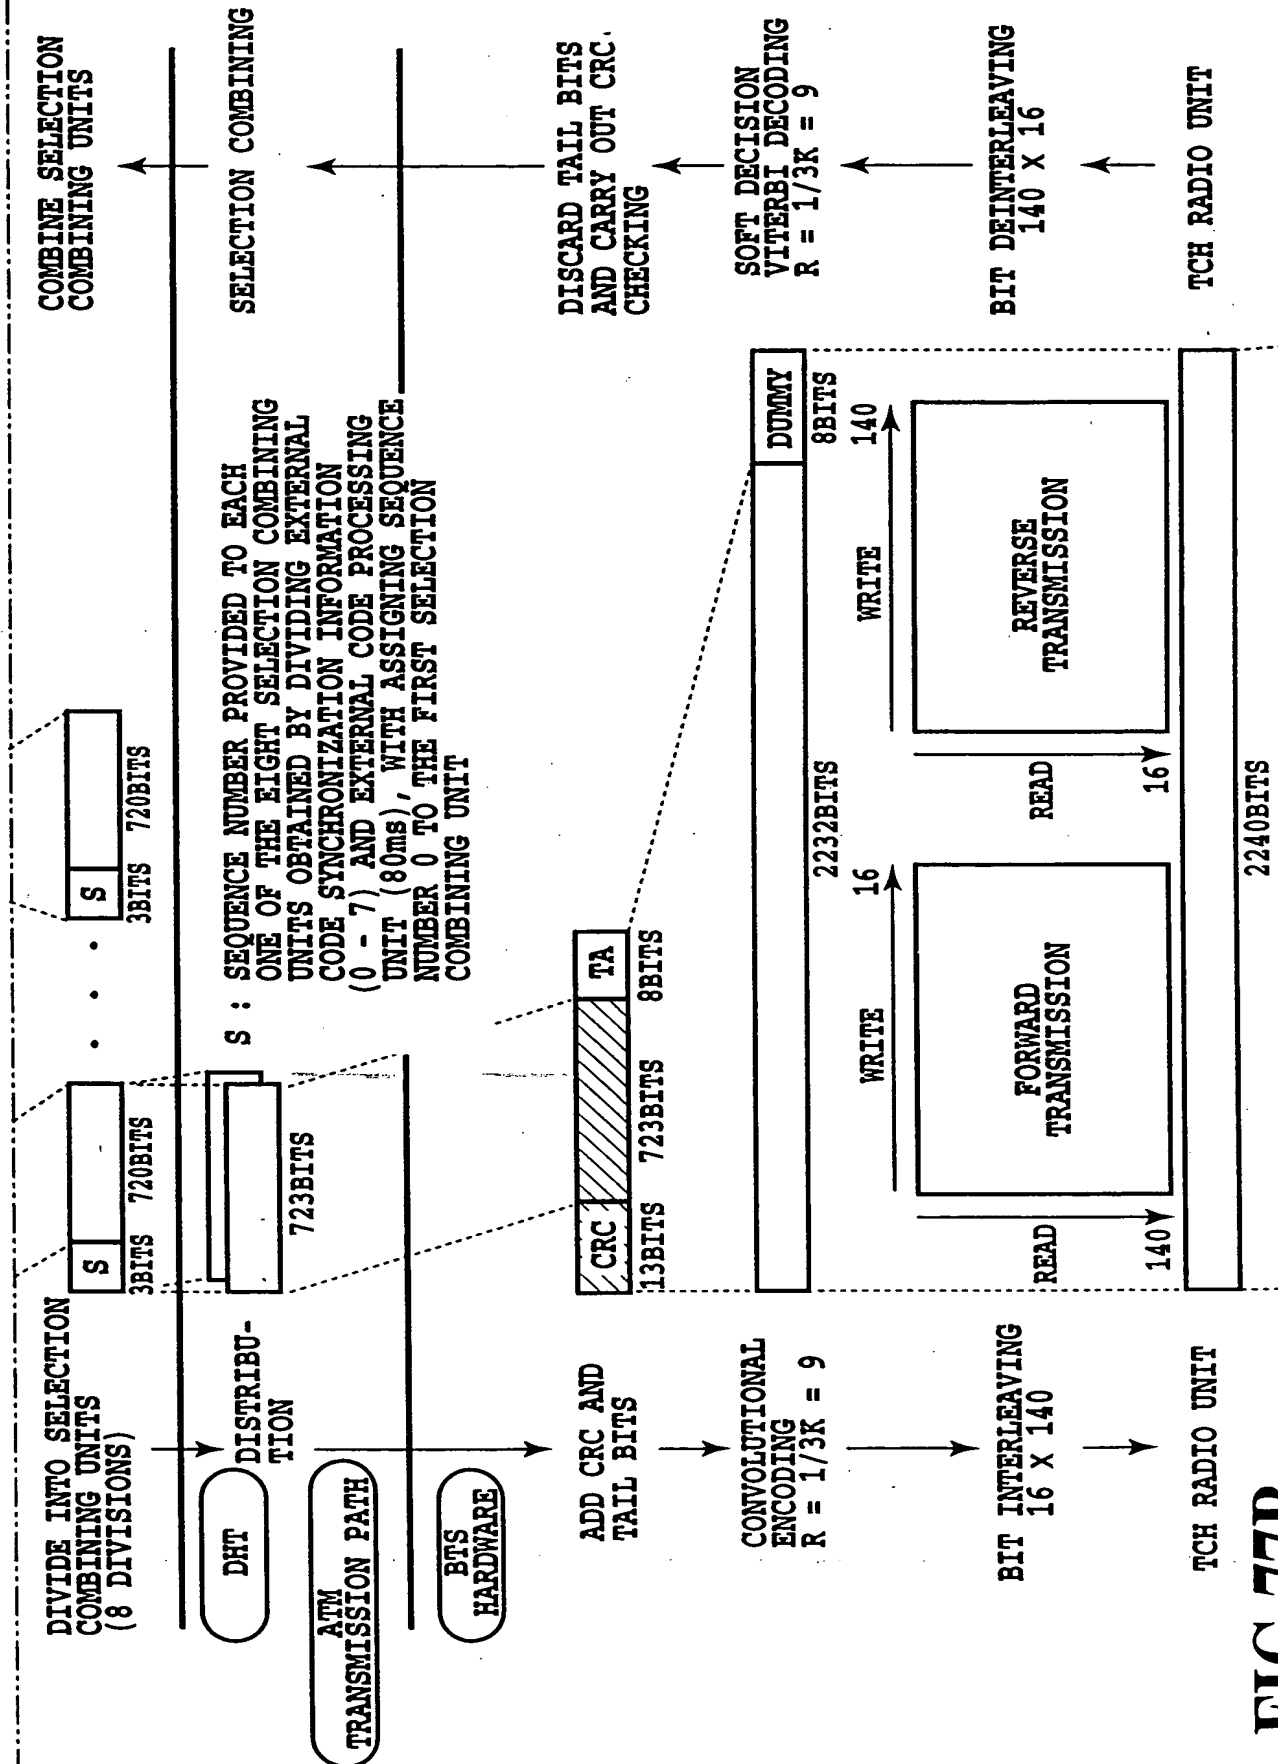 DIVIDE INTO SELECTION
COMBINING UNITS
(8 DIVISIONS)
S
3BITS
720BITS
S
3BITS
720BITS
COMBINE SELECTION
COMBINING UNITS
DHT
DISTRIBU-
TION
723BITS
S : SEQUENCE NUMBER PROVIDED TO EACH
ONE OF THE EIGHT SELECTION COMBINING
UNITS OBTAINED BY DIVIDING EXTERNAL
CODE SYNCHRONIZATION INFORMATION
(0 - 7) AND EXTERNAL CODE PROCESSING
UNIT (80ms), WITH ASSIGNING SEQUENCE
NUMBER 0 TO THE FIRST SELECTION
COMBINING UNIT
SELECTION COMBINING
ATM
TRANSMISSION PATH
BTS
HARDWARE
ADD CRC AND
TAIL BITS
CRC
TA
13BITS
723BITS
8BITS
DISCARD TAIL BITS
AND CARRY OUT CRC
CHECKING
CONVOLUTIONAL
ENCODING
R = 1/3K = 9
DUMMY
2232BITS
8BITS
SOFT DECISION
VITERBI DECODING
R = 1/3K = 9
BIT INTERLEAVING
16 X 140
WRITE
16
READ
140
FORWARD
TRANSMISSION
WRITE
140
READ
16
REVERSE
TRANSMISSION
BIT DEINTERLEAVING
140 X 16
TCH RADIO UNIT
2240BITS
TCH RADIO UNIT